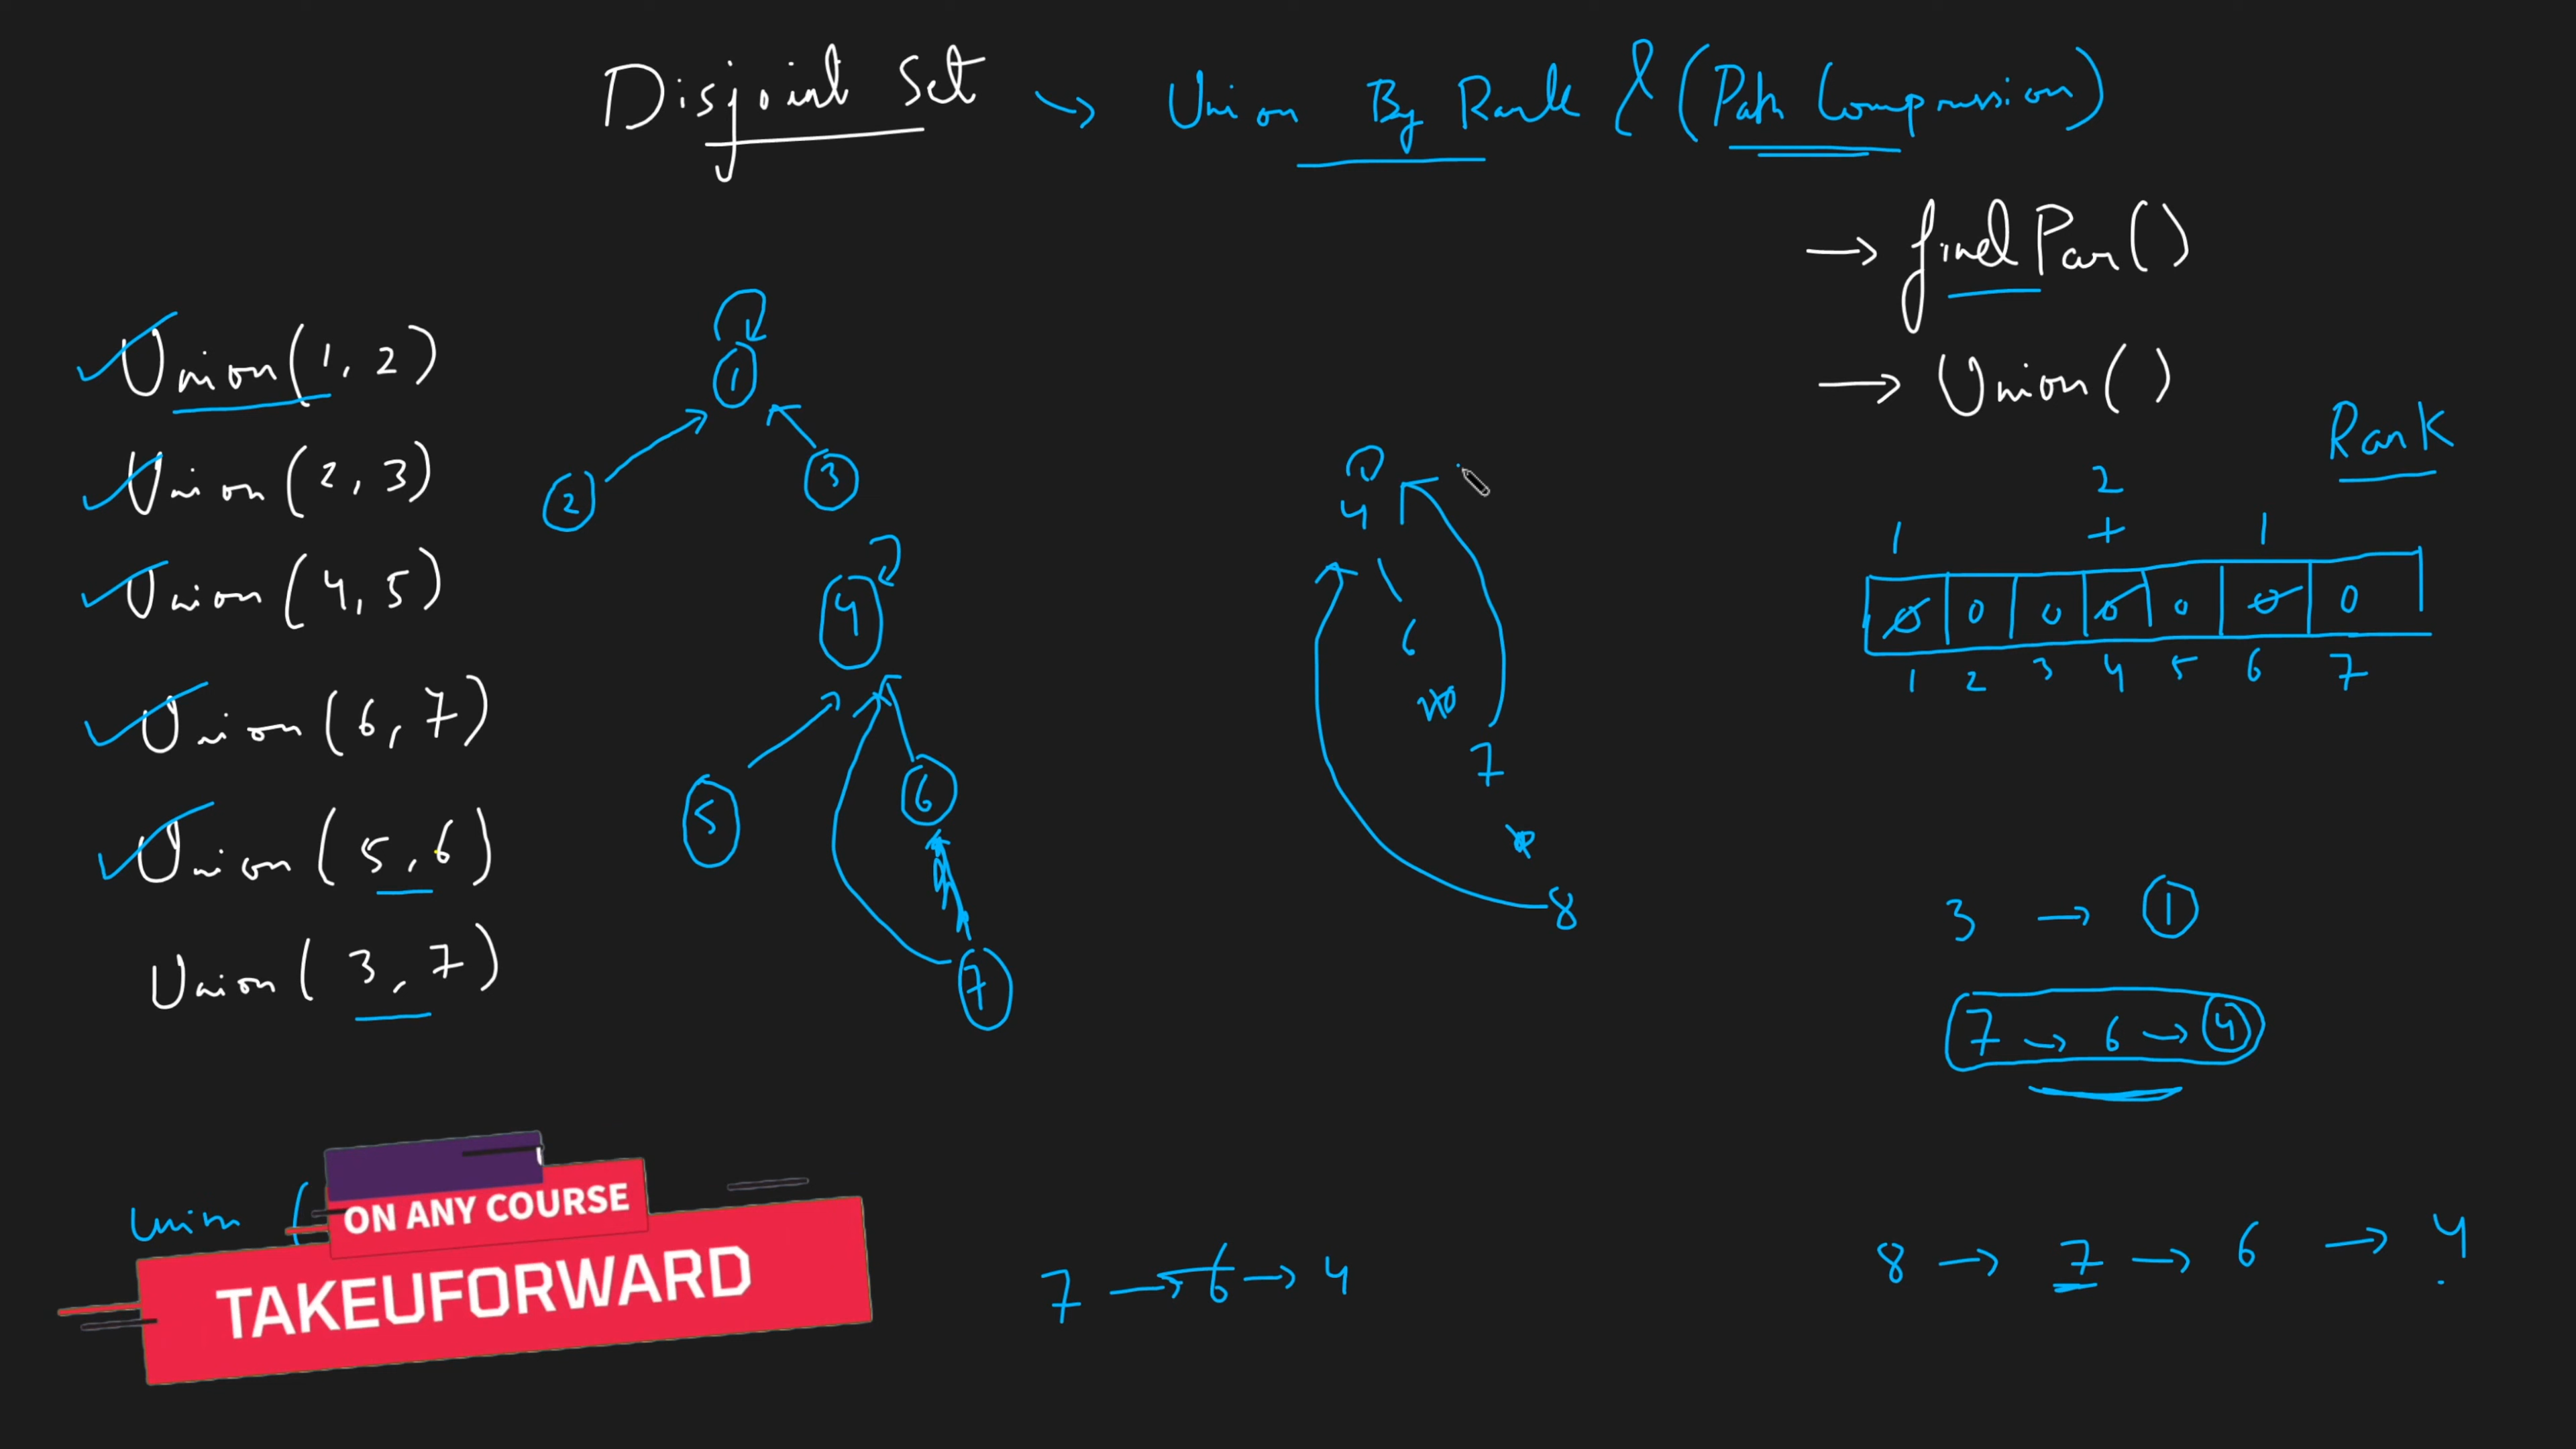 Disjoint Set → Union By Rank & (Path Compression)
→ findPar()
→ Union()
Union(1, 2)
Union(2, 3)
Union(4, 5)
Union(6, 7)
Union(5, 6)
Union(3, 7)
1
2
3
4
5
6
7
4
6
7
8
Rank
2
1 1
0 0 0 0 0 0 0
1 2 3 4 5 6 7
3 → 1
7 → 6 → 4
Union (
ON ANY COURSE
TAKEUFORWARD
7 → 6 → 4
8 → 7 → 6 → 4